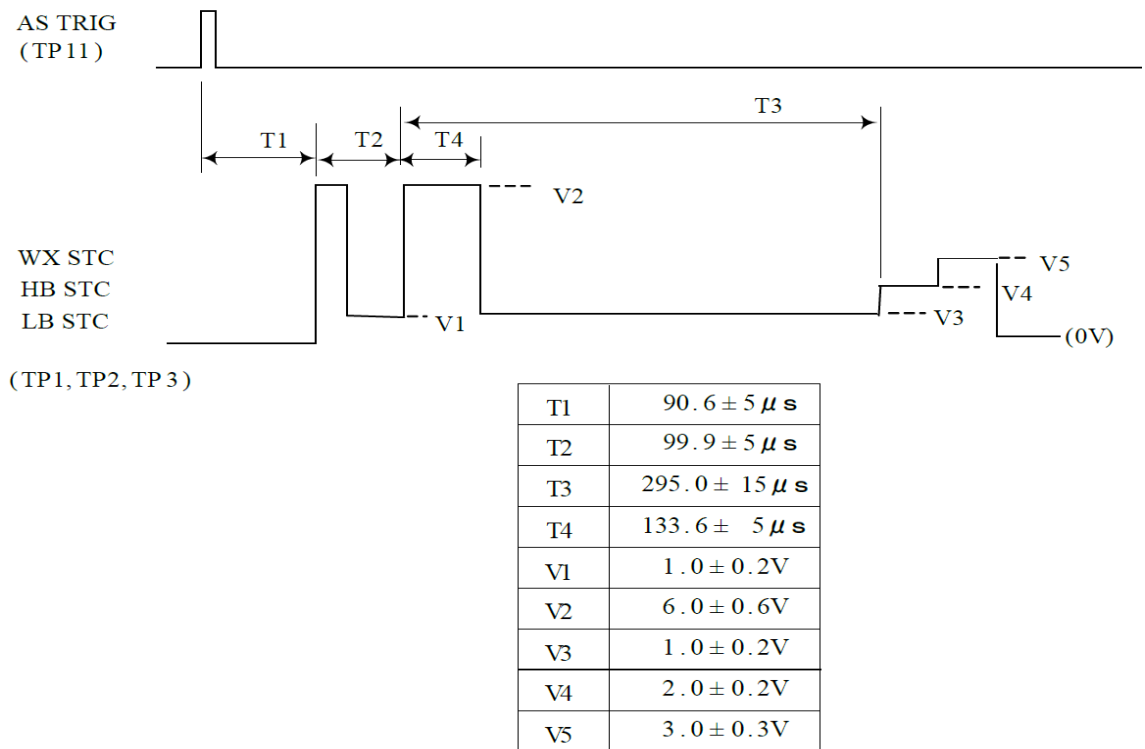 AS TRIG
(TP11)
T3
T1
T2
T4
V2
WX STC
V5
HB STC
V4
LB STC
V1
V3
(0V)
(TP1, TP2, TP 3)
T1 90.6 ± 5 μs
T2 99.9 ± 5 μs
T3 295.0 ± 15 μs
T4 133.6 ± 5 μs
V1 1.0 ± 0.2V
V2 6.0 ± 0.6V
V3 1.0 ± 0.2V
V4 2.0 ± 0.2V
V5 3.0 ± 0.3V